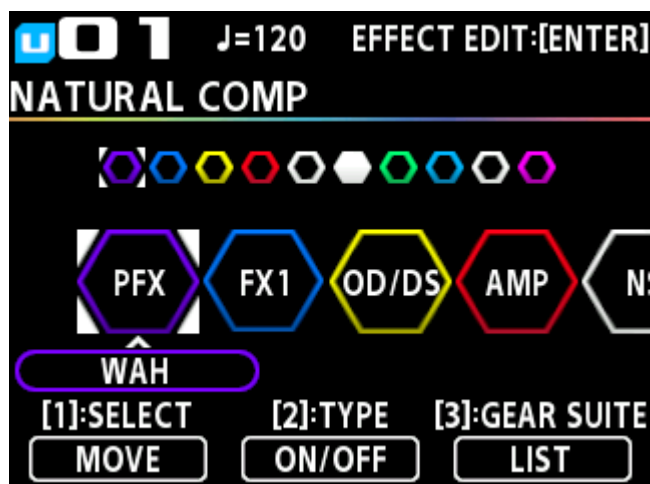 u01 ♩=120 EFFECT EDIT:[ENTER]
NATURAL COMP
PFX FX1 OD/DS AMP
WAH
[1]:SELECT [2]:TYPE [3]:GEAR SUITE
MOVE ON/OFF LIST